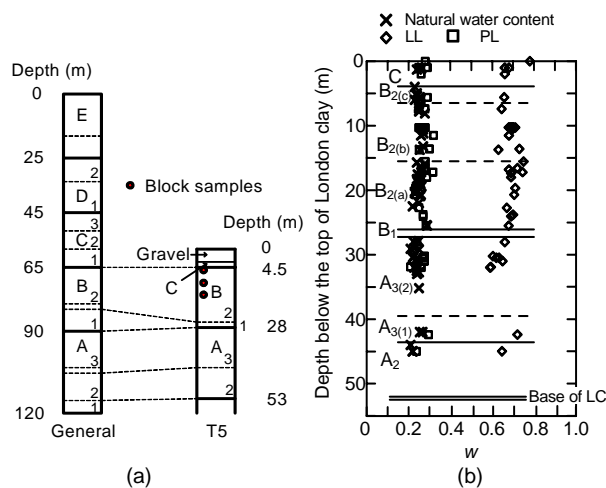 Natural water content
LL
PL
Depth (m)
0
25
45
65
90
120
E
2
D
1
3
C
2
1
B
2
1
A
3
2
1
General
Block samples
Depth (m)
0
4.5
28
53
Gravel
C
B
2
1
A
3
2
T5
(a)
Depth below the top of London clay (m)
0
10
20
30
40
50
C
B2(c)
B2(b)
B2(a)
B1
A3(2)
A3(1)
A2
Base of LC
0
0.2
0.4
0.6
0.8
1.0
w
(b)